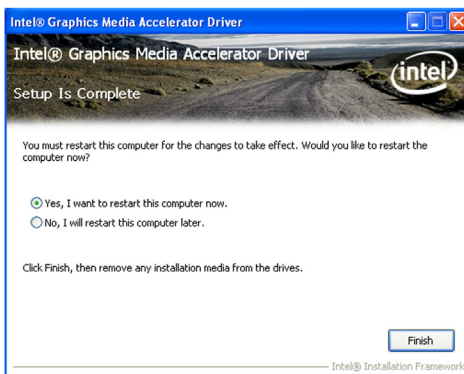 Intel® Graphics Media Accelerator Driver
Intel® Graphics Media Accelerator Driver
intel
Setup Is Complete
You must restart this computer for the changes to take effect. Would you like to restart the
computer now?
Yes, I want to restart this computer now.
No, I will restart this computer later.
Click Finish, then remove any installation media from the drives.
Finish
Intel® Installation Framework